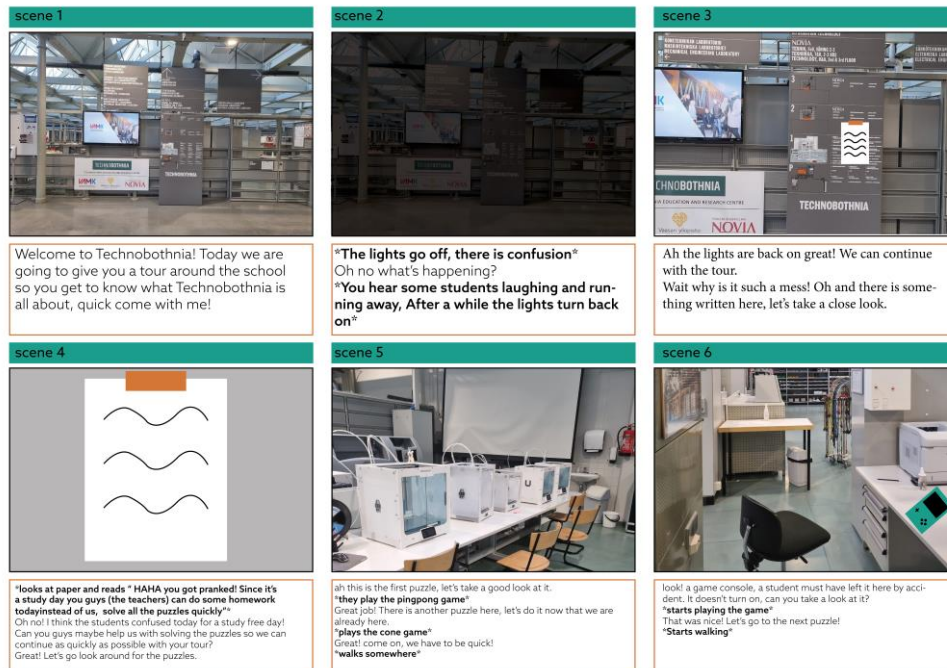 scene 1
TECHNOBOTHNIA
NOVIA
TECHNOBOTHNIA
Welcome to Technobothnia! Today we are
going to give you a tour around the school
so you get to know what Technobothnia is
all about, quick come with me!
scene 2
*The lights go off, there is confusion*
Oh no what's happening?
*You hear some students laughing and run-
ning away, After a while the lights turn back
on*
scene 3
NOVIA
3
2
1
CHNOBOTHNIA
IA EDUCATION AND RESEARCH CENTRE
NOVIA
TECHNOBOTHNIA
Ah the lights are back on great! We can continue
with the tour.
Wait why is it such a mess! Oh and there is some-
thing written here, let's take a close look.
scene 4
*looks at paper and reads " HAHA you got pranked! Since it's
a study day you guys (the teachers) can do some homework
todayinstead of us, solve all the puzzles quickly"*
Oh no! I think the students confused today for a study free day!
Can you guys maybe help us with solving the puzzles so we can
continue as quickly as possible with your tour?
Great! Let's go look around for the puzzles.
scene 5
ah this is the first puzzle, let's take a good look at it.
*they play the pingpong game*
Great job! There is another puzzle here, let's do it now that we are
already here.
*plays the cone game*
Great! come on, we have to be quick!
*walks somewhere*
scene 6
look! a game console, a student must have left it here by acci-
dent. It doesn't turn on, can you take a look at it?
*starts playing the game*
That was nice! Let's go to the next puzzle!
*Starts walking*